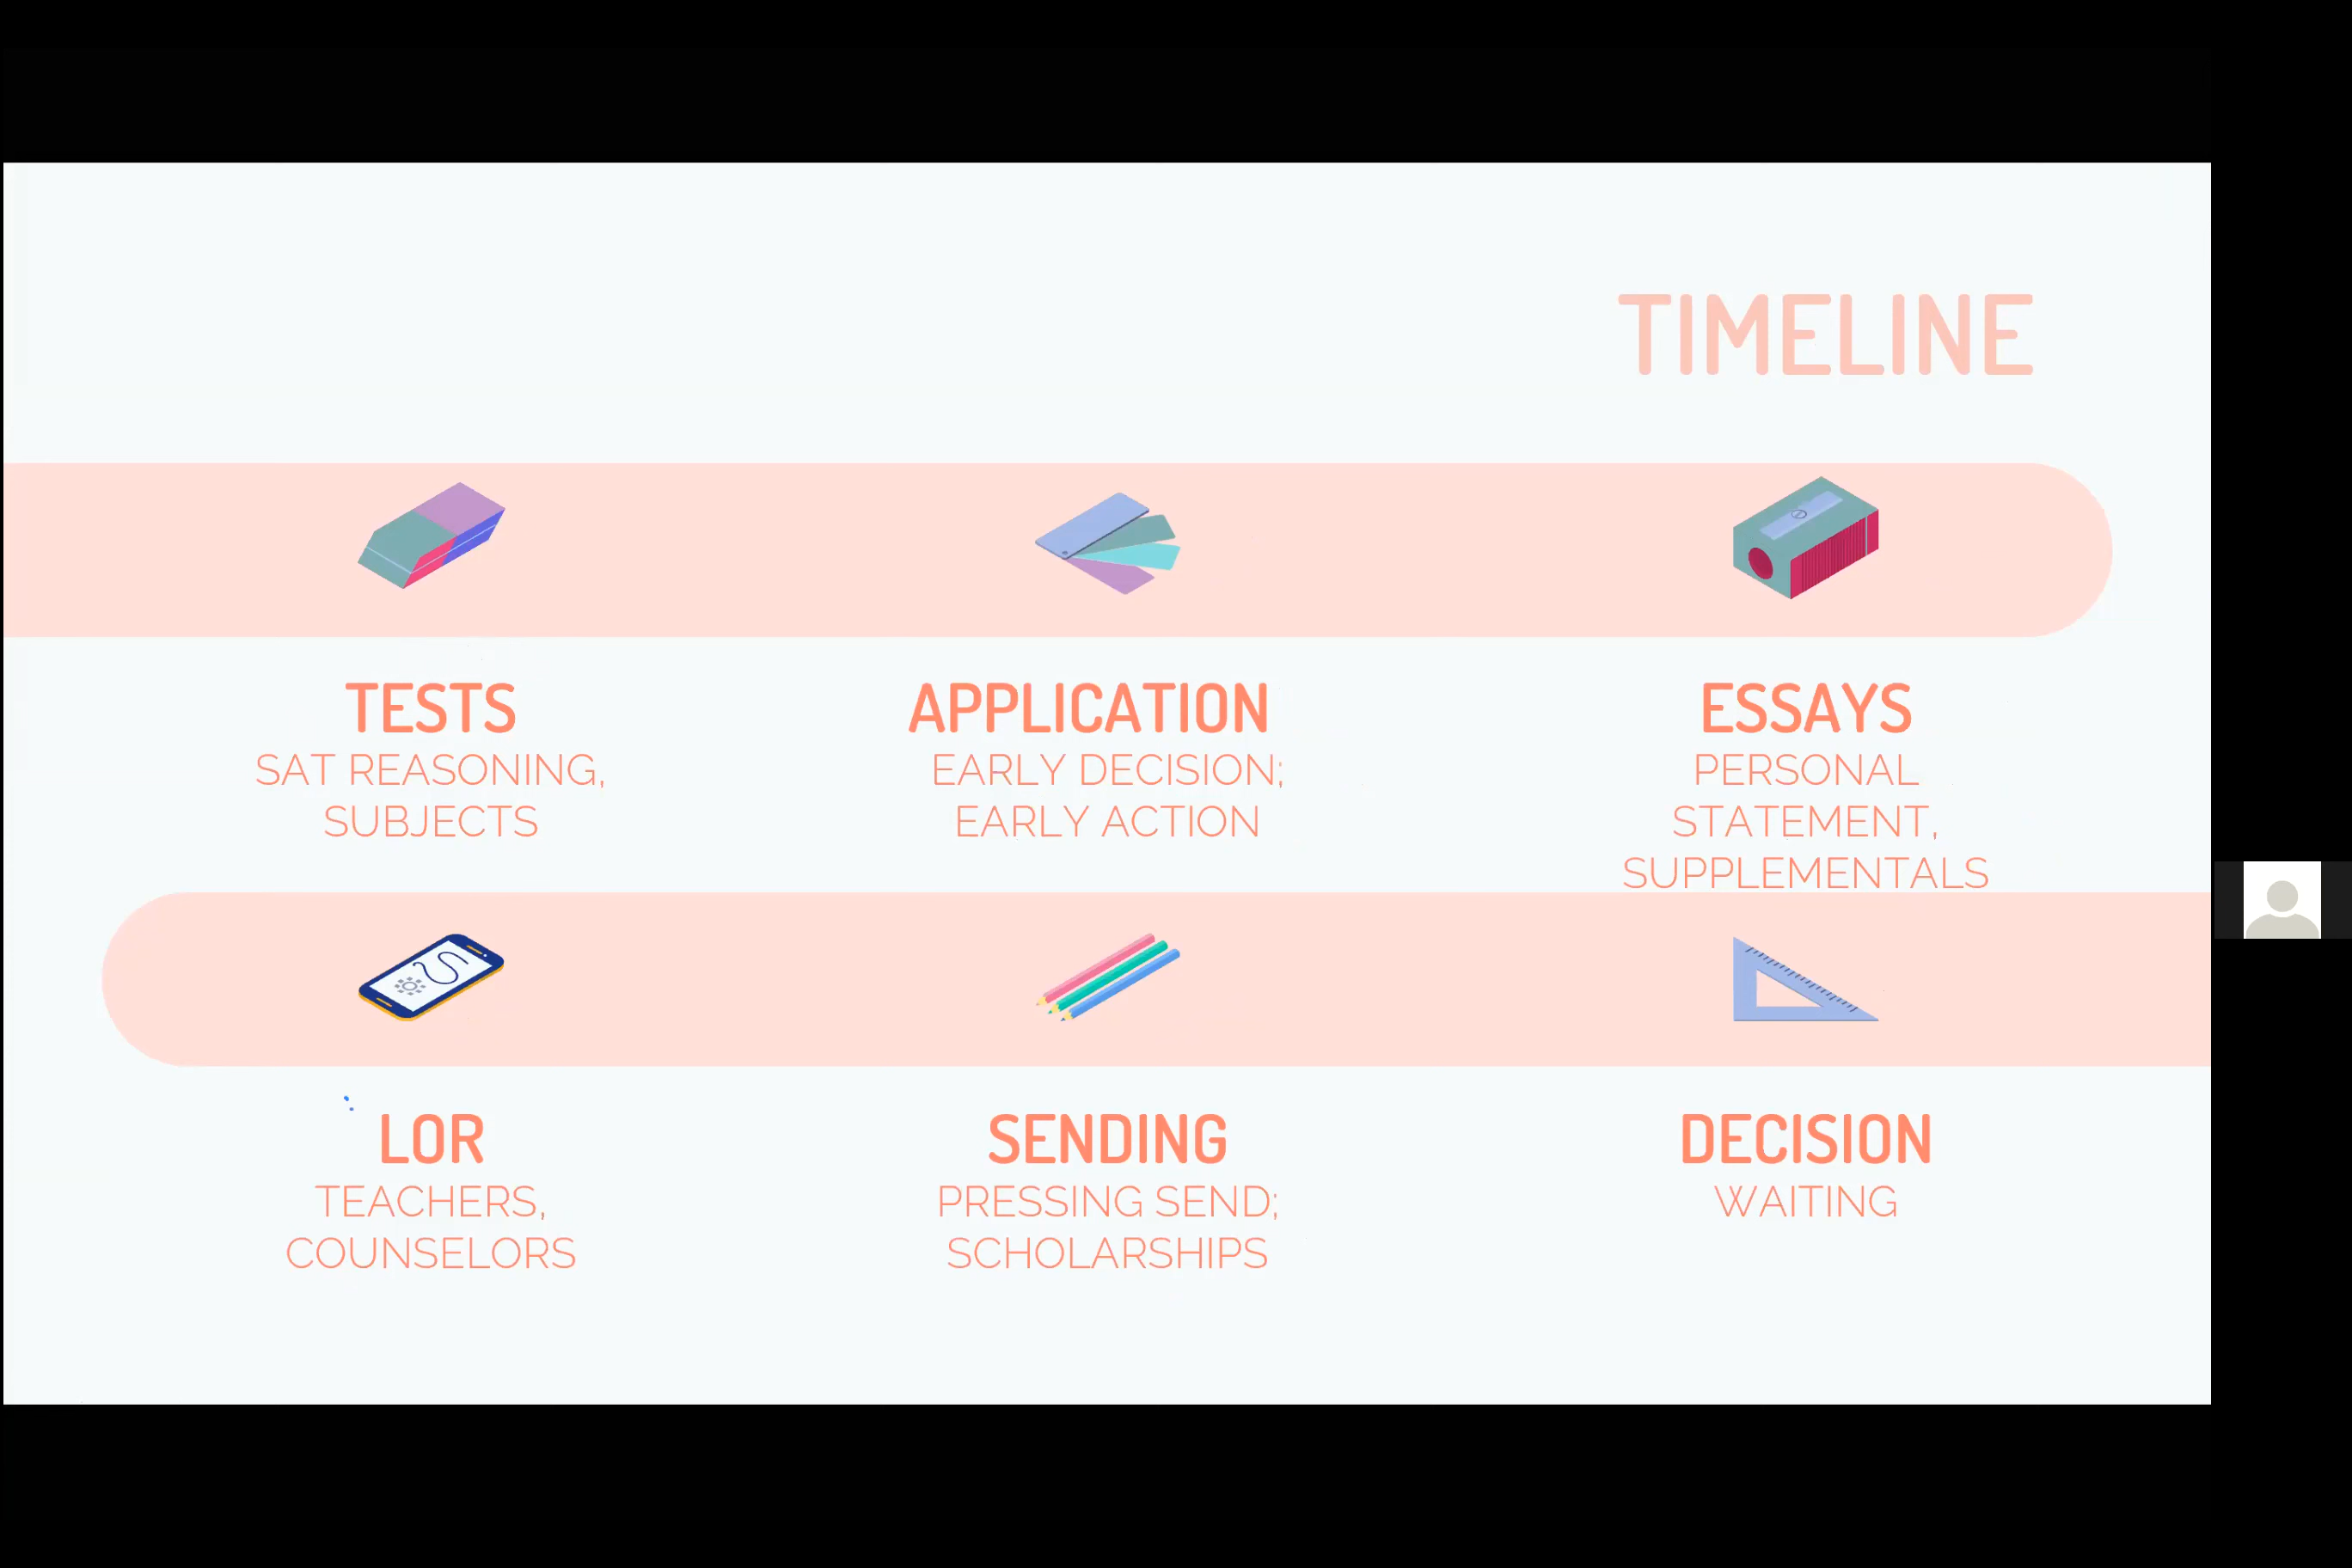 TIMELINE
TESTS
SAT REASONING,
SUBJECTS
APPLICATION
EARLY DECISION;
EARLY ACTION
ESSAYS
PERSONAL
STATEMENT,
SUPPLEMENTALS
LOR
TEACHERS,
COUNSELORS
SENDING
PRESSING SEND;
SCHOLARSHIPS
DECISION
WAITING